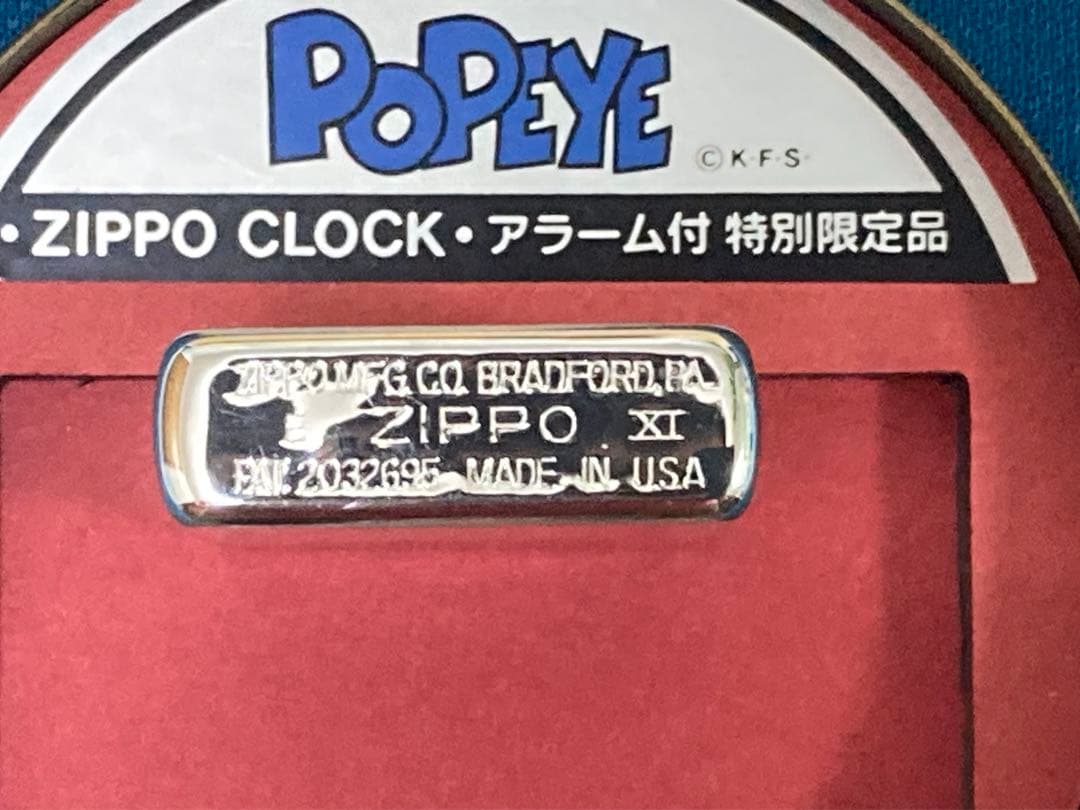 POPEYE
© K・F・S・
・ZIPPO CLOCK・アラーム付 特別限定品
ZIPPO MFG. CO. BRADFORD, PA.
ZIPPO XI
PAT. 2032695 MADE IN U.S.A